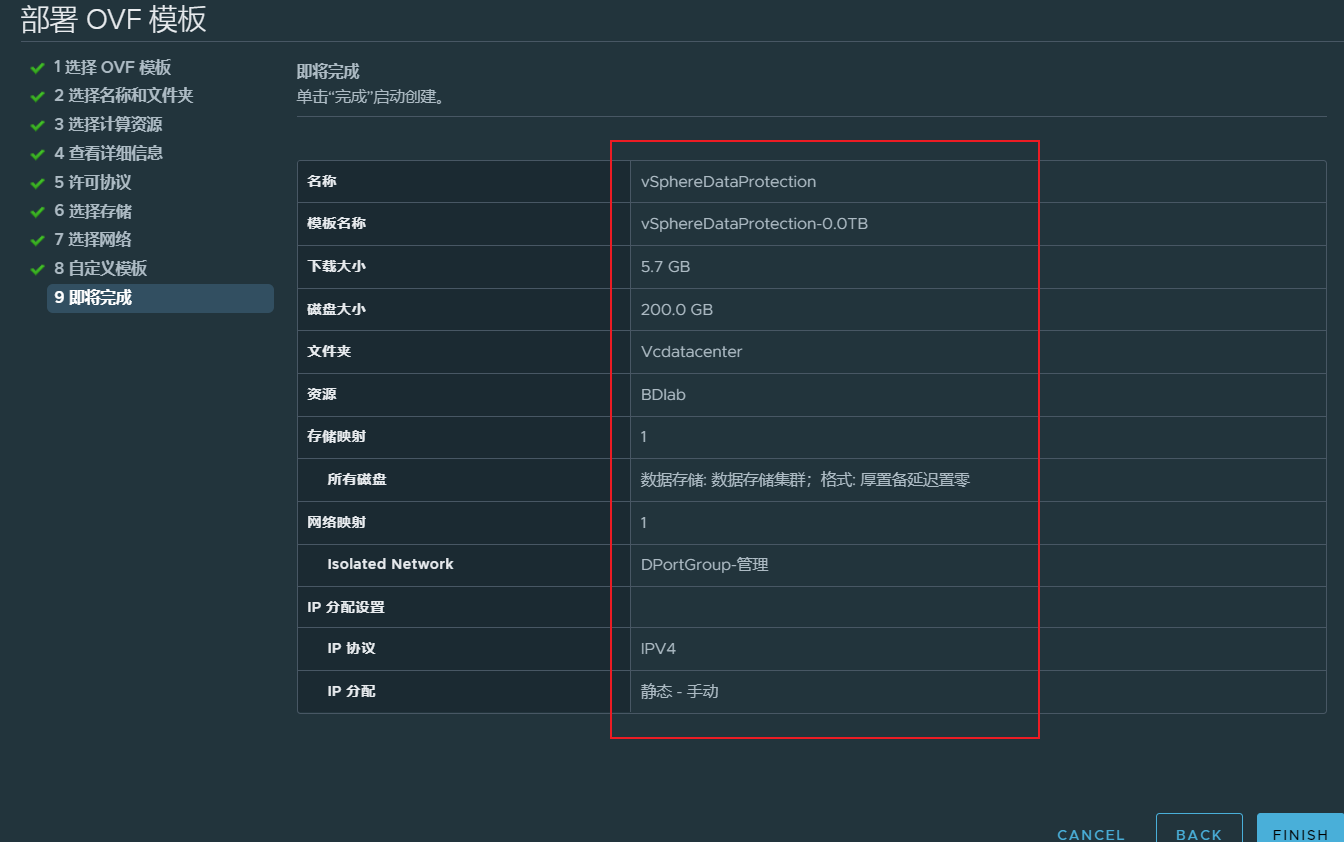 部署 OVF 模板
1 选择 OVF 模板
2 选择名称和文件夹
3 选择计算资源
4 查看详细信息
5 许可协议
6 选择存储
7 选择网络
8 自定义模板
9 即将完成
即将完成
单击“完成”启动创建。
名称 vSphereDataProtection
模板名称 vSphereDataProtection-0.0TB
下载大小 5.7 GB
磁盘大小 200.0 GB
文件夹 Vcdatacenter
资源 BDlab
存储映射 1
所有磁盘 数据存储: 数据存储集群；格式: 厚置备延迟置零
网络映射 1
Isolated Network DPortGroup-管理
IP 分配设置
IP 协议 IPV4
IP 分配 静态 - 手动
CANCEL BACK FINISH